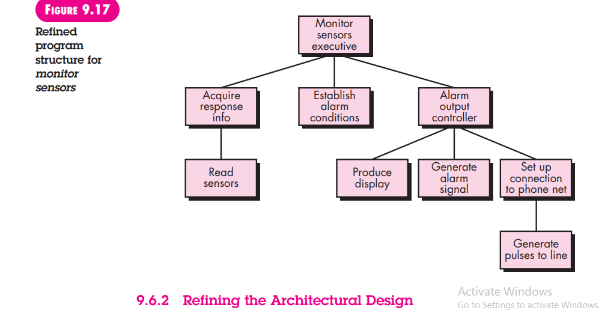 FIGURE 9.17
Refined
program
structure for
monitor
sensors
Monitor
sensors
executive
Acquire
response
info
Establish
alarm
conditions
Alarm
output
controller
Read
sensors
Produce
display
Generate
alarm
signal
Set up
connection
to phone net
Generate
pulses to line
9.6.2 Refining the Architectural Design
Activate Windows
Go to Settings to activate Windows.